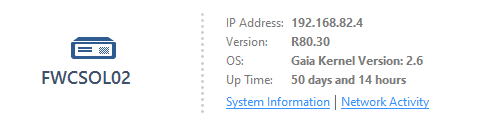 FWCSOL02
IP Address: 192.168.82.4
Version: R80.30
OS: Gaia Kernel Version: 2.6
Up Time: 50 days and 14 hours
System Information | Network Activity